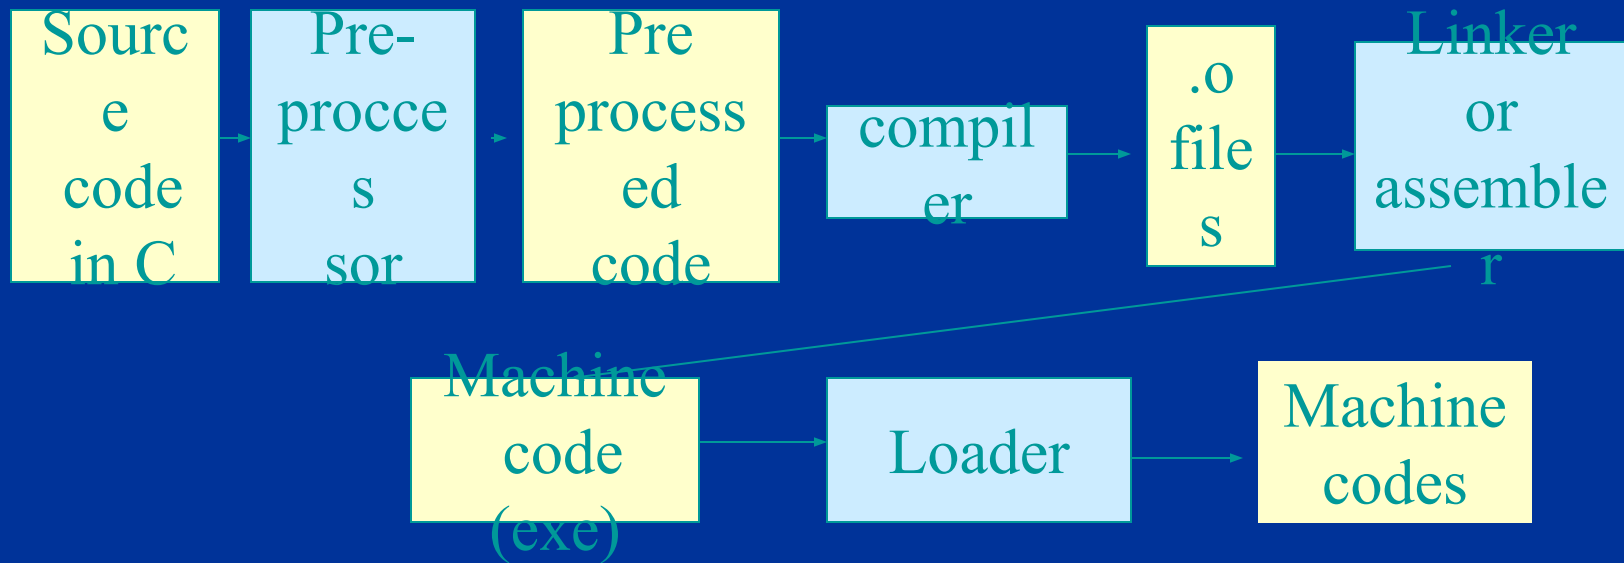 Sourc
e
code
in C
Pre-
procce
s
sor
Pre
process
ed
code
compil
er
.o
file
s
Linker
or
assemble
r
Machine
code
(exe)
Loader
Machine
codes